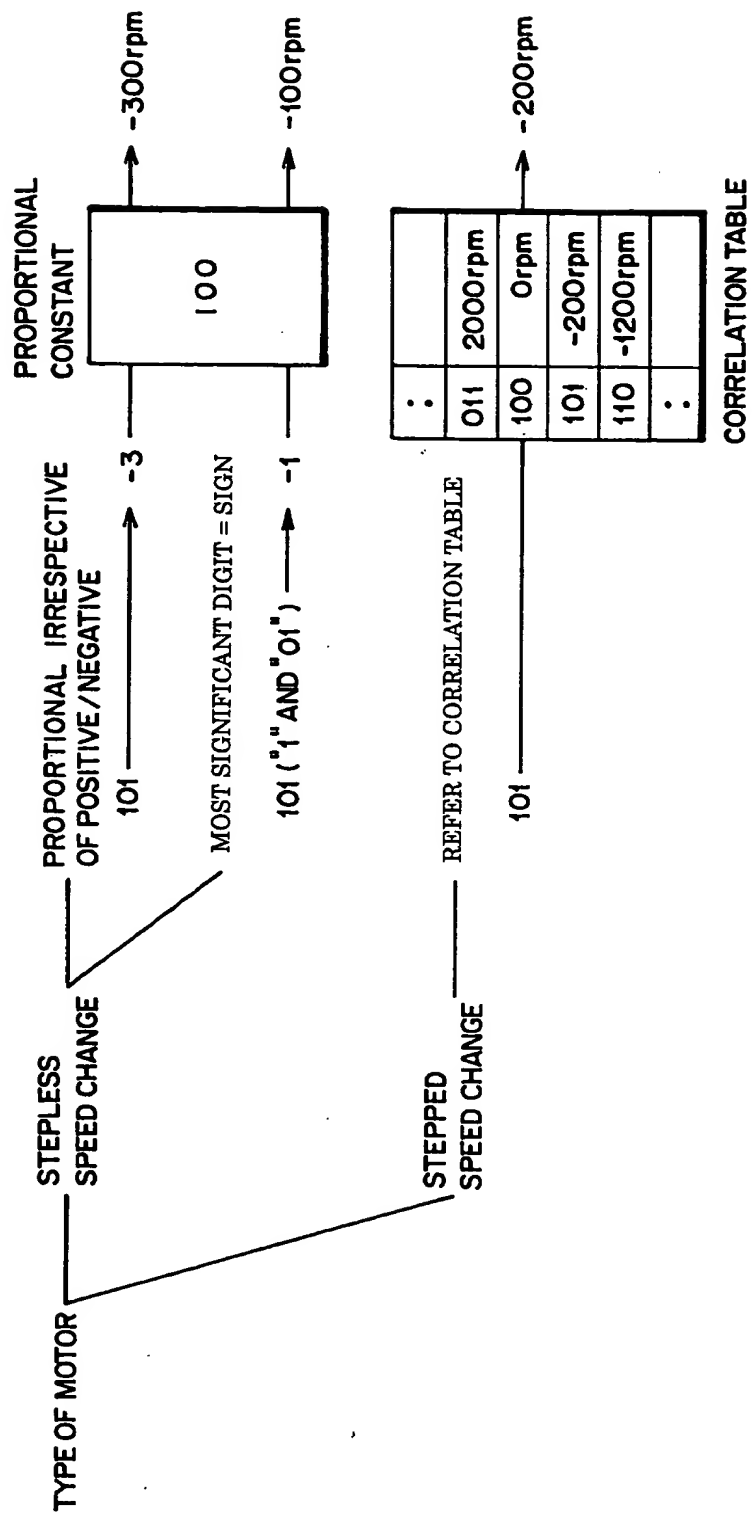 TYPE OF MOTOR
STEPLESS
SPEED CHANGE
PROPORTIONAL IRRESPECTIVE
OF POSITIVE/NEGATIVE
101
-3
PROPORTIONAL
CONSTANT
100
-300rpm
MOST SIGNIFICANT DIGIT = SIGN
101 ("1" AND "01")
-1
-100rpm
STEPPED
SPEED CHANGE
REFER TO CORRELATION TABLE
101
:
011 2000rpm
100 0rpm
101 -200rpm
110 -1200rpm
:
-200rpm
CORRELATION TABLE